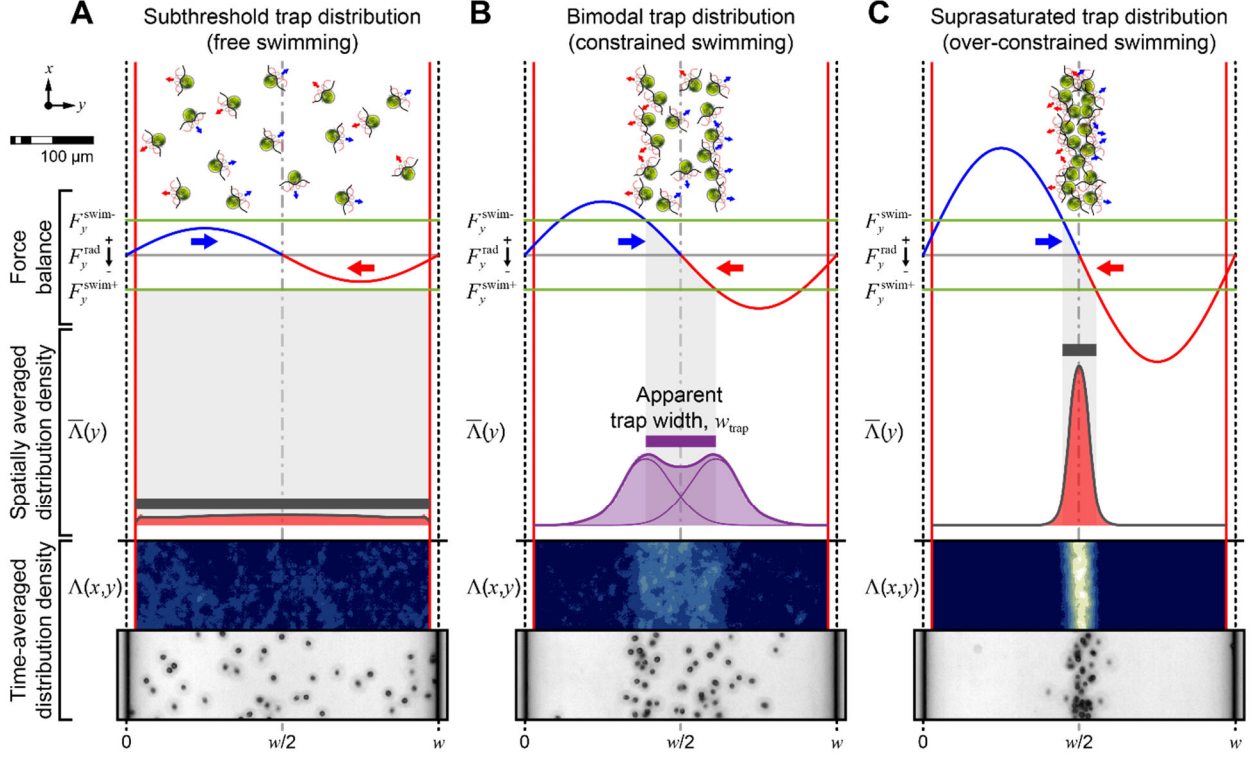 A
Subthreshold trap distribution
(free swimming)
B
Bimodal trap distribution
(constrained swimming)
C
Suprasaturated trap distribution
(over-constrained swimming)
x
y
100 μm
Force
balance
F_y^swim-
F_y^rad
+
-
F_y^swim+
F_y^swim-
F_y^rad
+
-
F_y^swim+
F_y^swim-
F_y^rad
+
-
F_y^swim+
Spatially averaged
distribution density
Λ̅(y)
Λ̅(y)
Apparent
trap width, w_trap
Λ̅(y)
Time-averaged
distribution density
Λ(x,y)
Λ(x,y)
Λ(x,y)
0 w/2 w
0 w/2 w
0 w/2 w